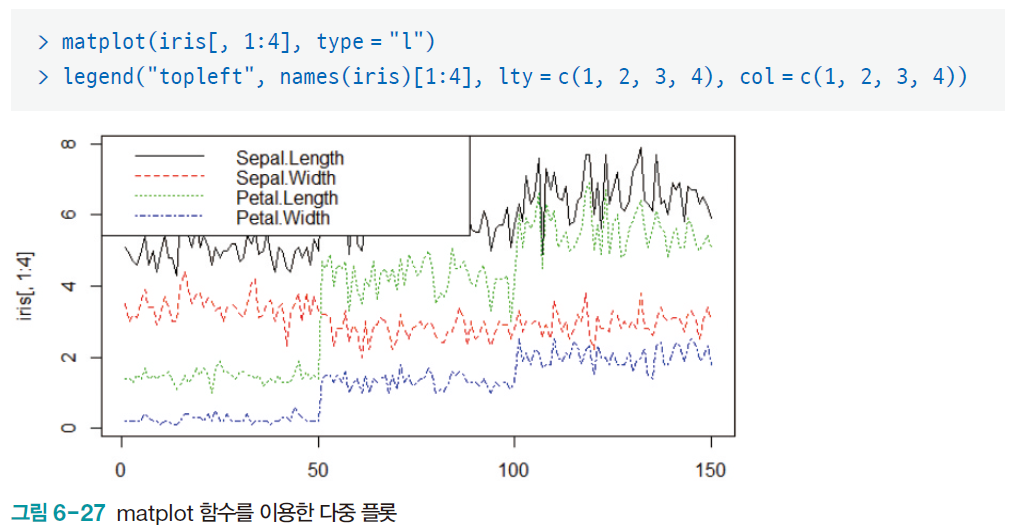 > matplot(iris[, 1:4], type = "l")
> legend("topleft", names(iris)[1:4], lty = c(1, 2, 3, 4), col = c(1, 2, 3, 4))
Sepal.Length
Sepal.Width
Petal.Length
Petal.Width
iris[, 1:4]
8
6
4
2
0
0 50 100 150
그림 6-27 matplot 함수를 이용한 다중 플롯